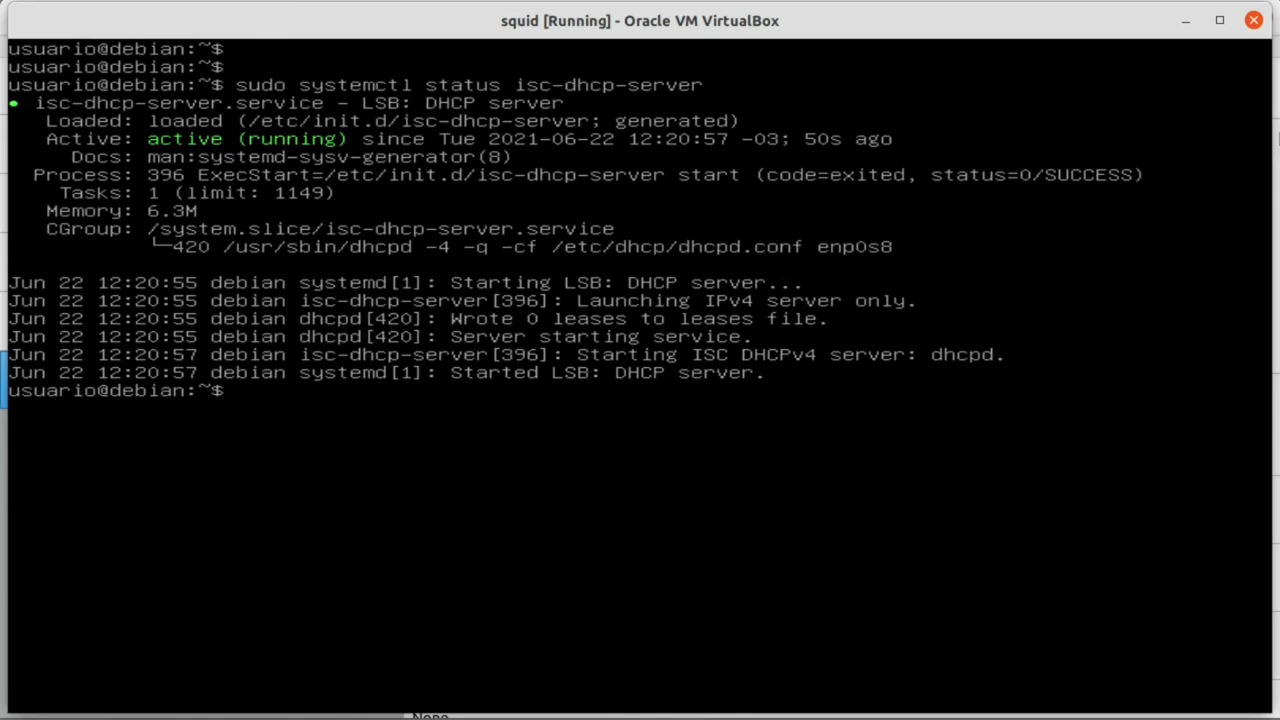 squid [Running] - Oracle VM VirtualBox
usuario@debian:~$
usuario@debian:~$
usuario@debian:~$ sudo systemctl status isc-dhcp-server
● isc-dhcp-server.service - LSB: DHCP server
Loaded: loaded (/etc/init.d/isc-dhcp-server; generated)
Active: active (running) since Tue 2021-06-22 12:20:57 -03; 50s ago
Docs: man:systemd-sysv-generator(8)
Process: 396 ExecStart=/etc/init.d/isc-dhcp-server start (code=exited, status=0/SUCCESS)
Tasks: 1 (limit: 1149)
Memory: 6.3M
CGroup: /system.slice/isc-dhcp-server.service
└─420 /usr/sbin/dhcpd -4 -q -cf /etc/dhcp/dhcpd.conf enp0s8
Jun 22 12:20:55 debian systemd[1]: Starting LSB: DHCP server...
Jun 22 12:20:55 debian isc-dhcp-server[396]: Launching IPv4 server only.
Jun 22 12:20:55 debian dhcpd[420]: Wrote 0 leases to leases file.
Jun 22 12:20:55 debian dhcpd[420]: Server starting service.
Jun 22 12:20:57 debian isc-dhcp-server[396]: Starting ISC DHCPv4 server: dhcpd.
Jun 22 12:20:57 debian systemd[1]: Started LSB: DHCP server.
usuario@debian:~$
None